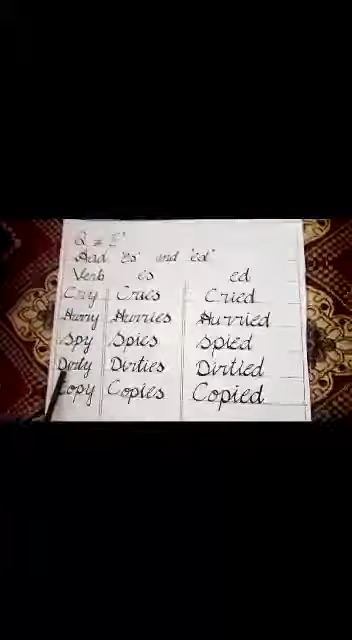 Add 'es' and 'ed'
Verb es ed
Cry Cries Cried
Hurry Hurries Hurried
Spy Spies Spied
Dirty Dirties Dirtied
Copy Copies Copied